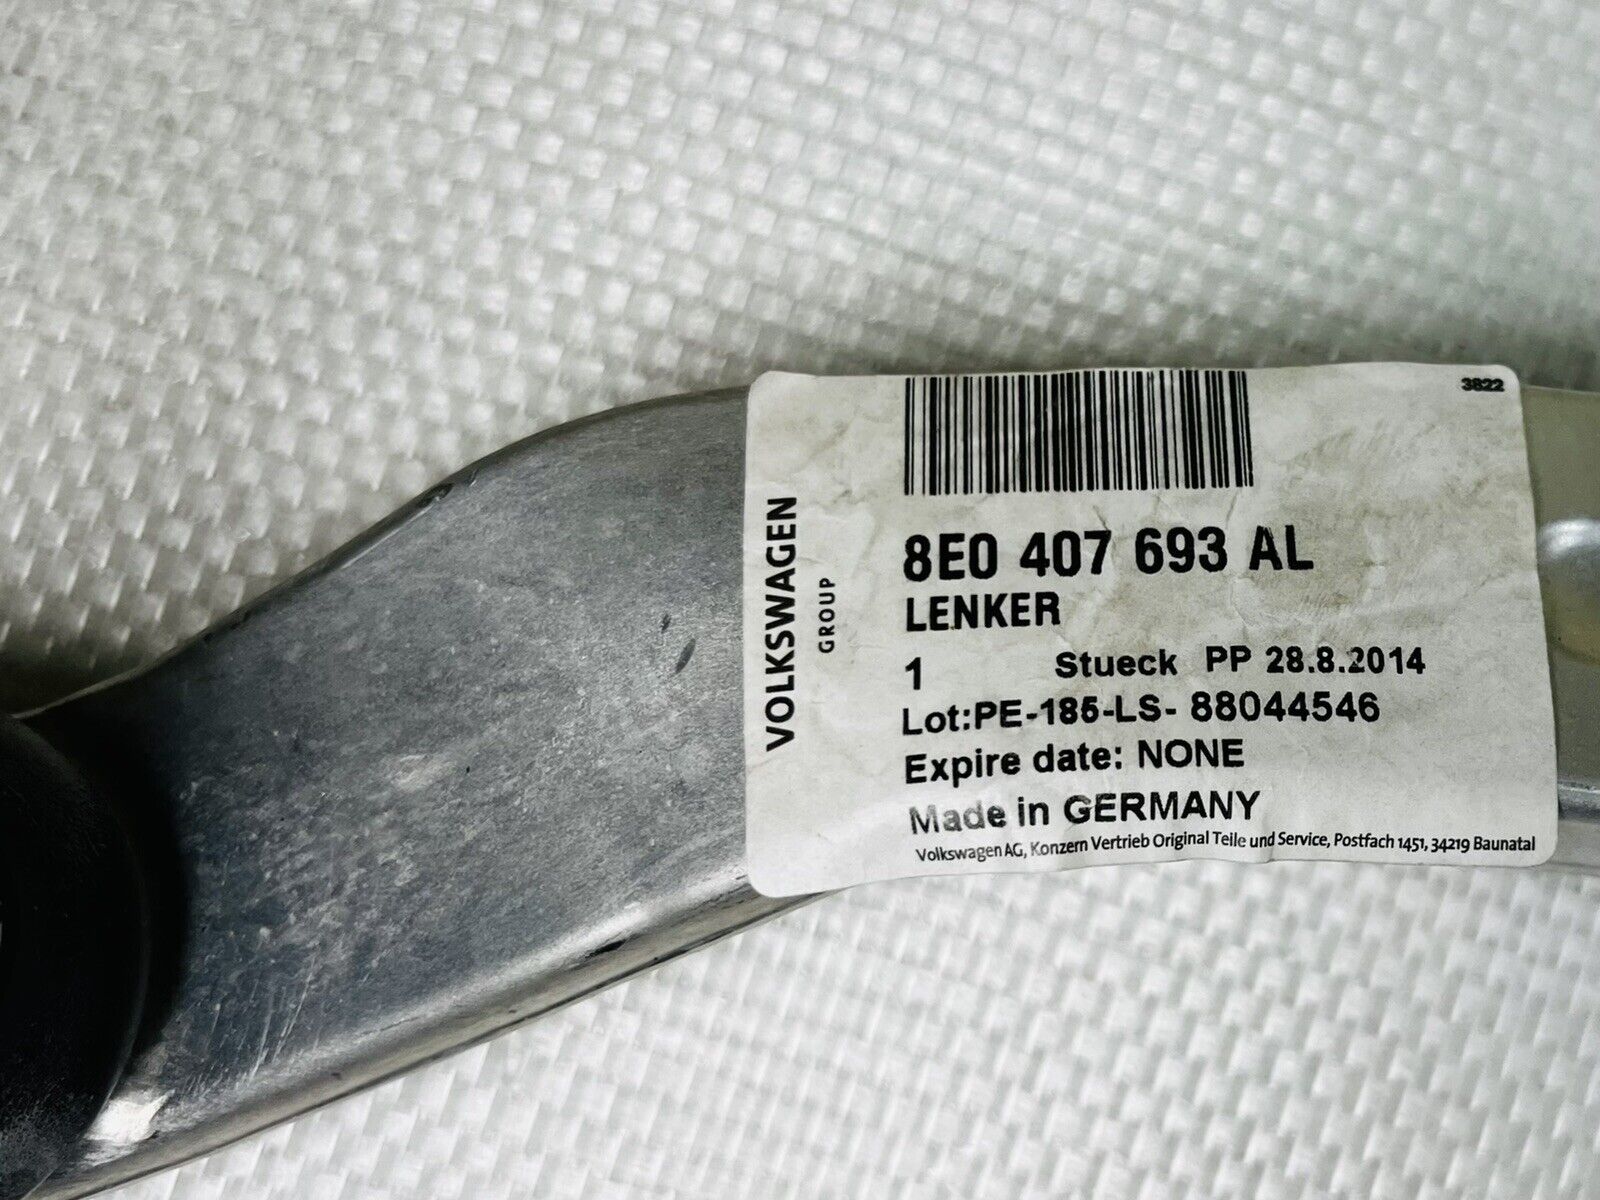 3822
VOLKSWAGEN
GROUP
8E0 407 693 AL
LENKER
1 Stueck PP 28.8.2014
Lot:PE-185-LS- 88044546
Expire date: NONE
Made in GERMANY
Volkswagen AG, Konzern Vertrieb Original Teile und Service, Postfach 1451, 34219 Baunatal